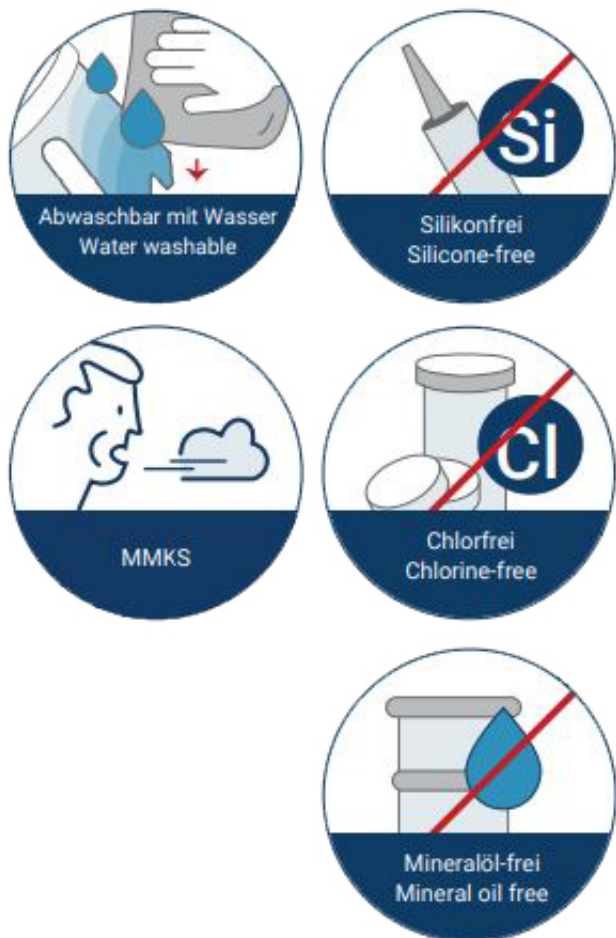 Abwaschbar mit Wasser
Water washable
Si
Silikonfrei
Silicone-free
MMKS
Cl
Chlorfrei
Chlorine-free
Mineralöl-frei
Mineral oil free